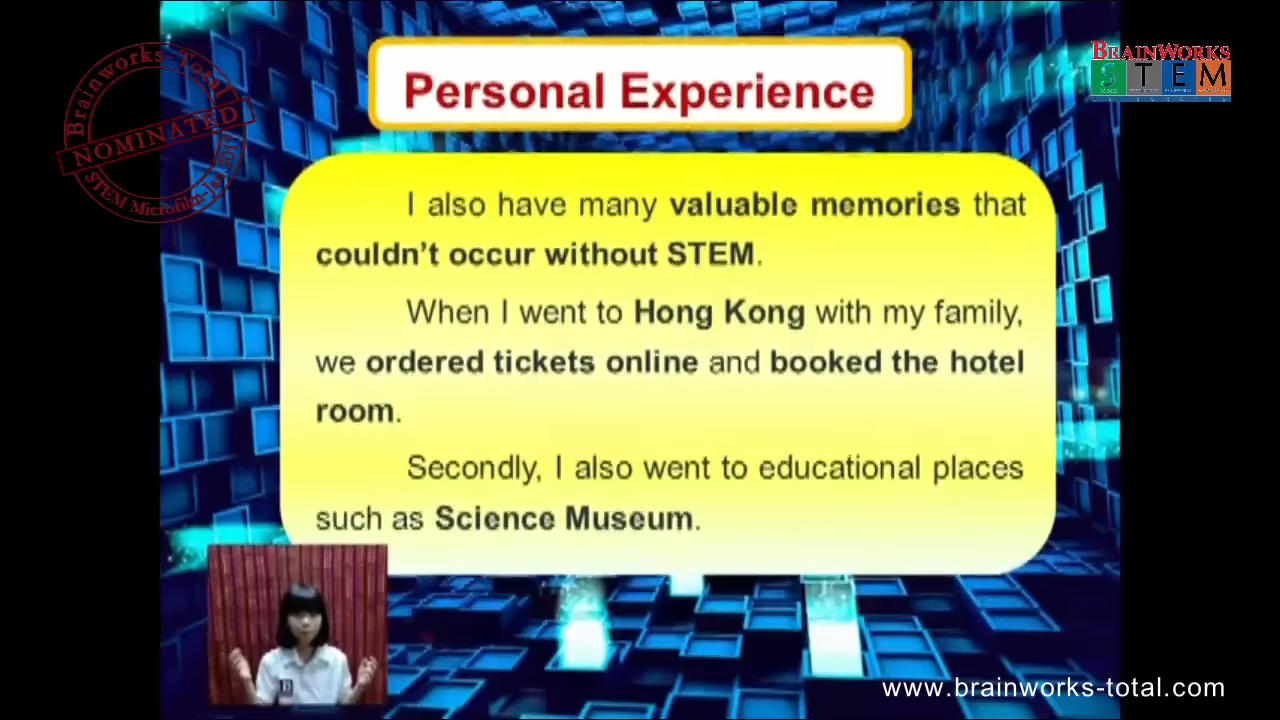 Personal Experience
BRAINWORKS
STEM
Brainworks-Total
NOMINATED
I also have many valuable memories that
couldn't occur without STEM.
When I went to Hong Kong with my family,
we ordered tickets online and booked the hotel
room.
Secondly, I also went to educational places
such as Science Museum.
www.brainworks-total.com